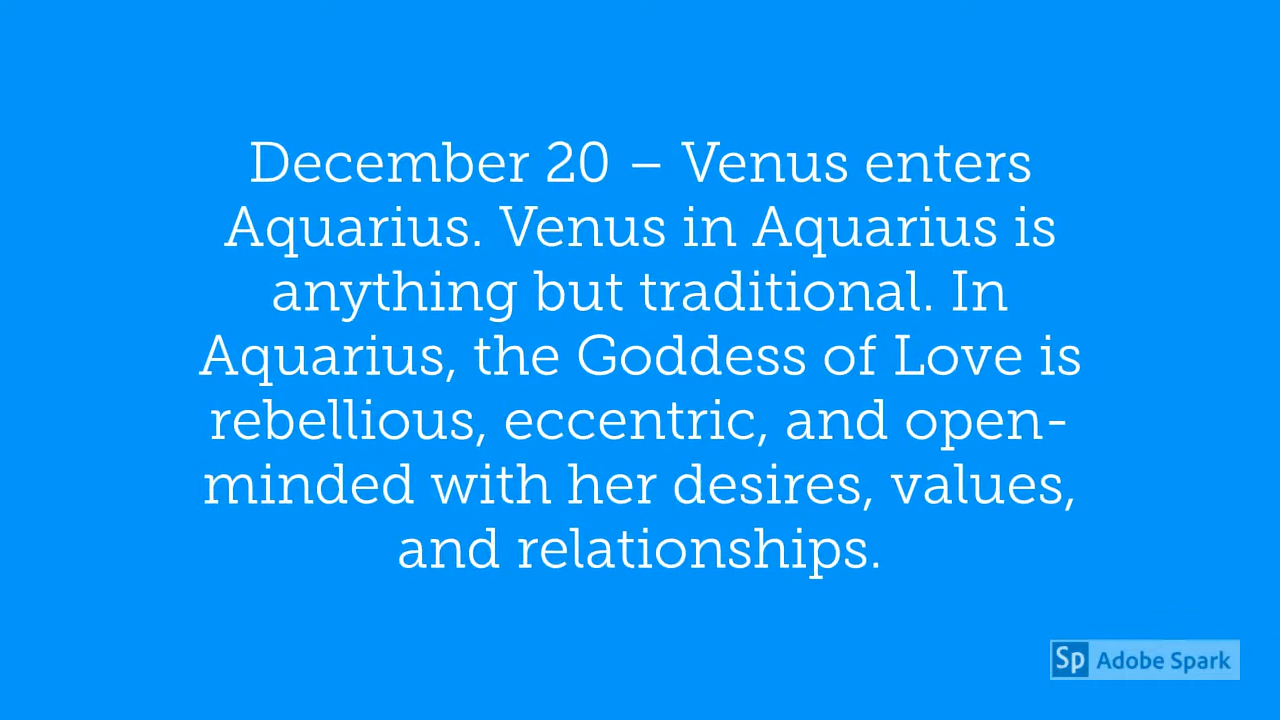 December 20 – Venus enters
Aquarius. Venus in Aquarius is
anything but traditional. In
Aquarius, the Goddess of Love is
rebellious, eccentric, and open-
minded with her desires, values,
and relationships.
Sp Adobe Spark